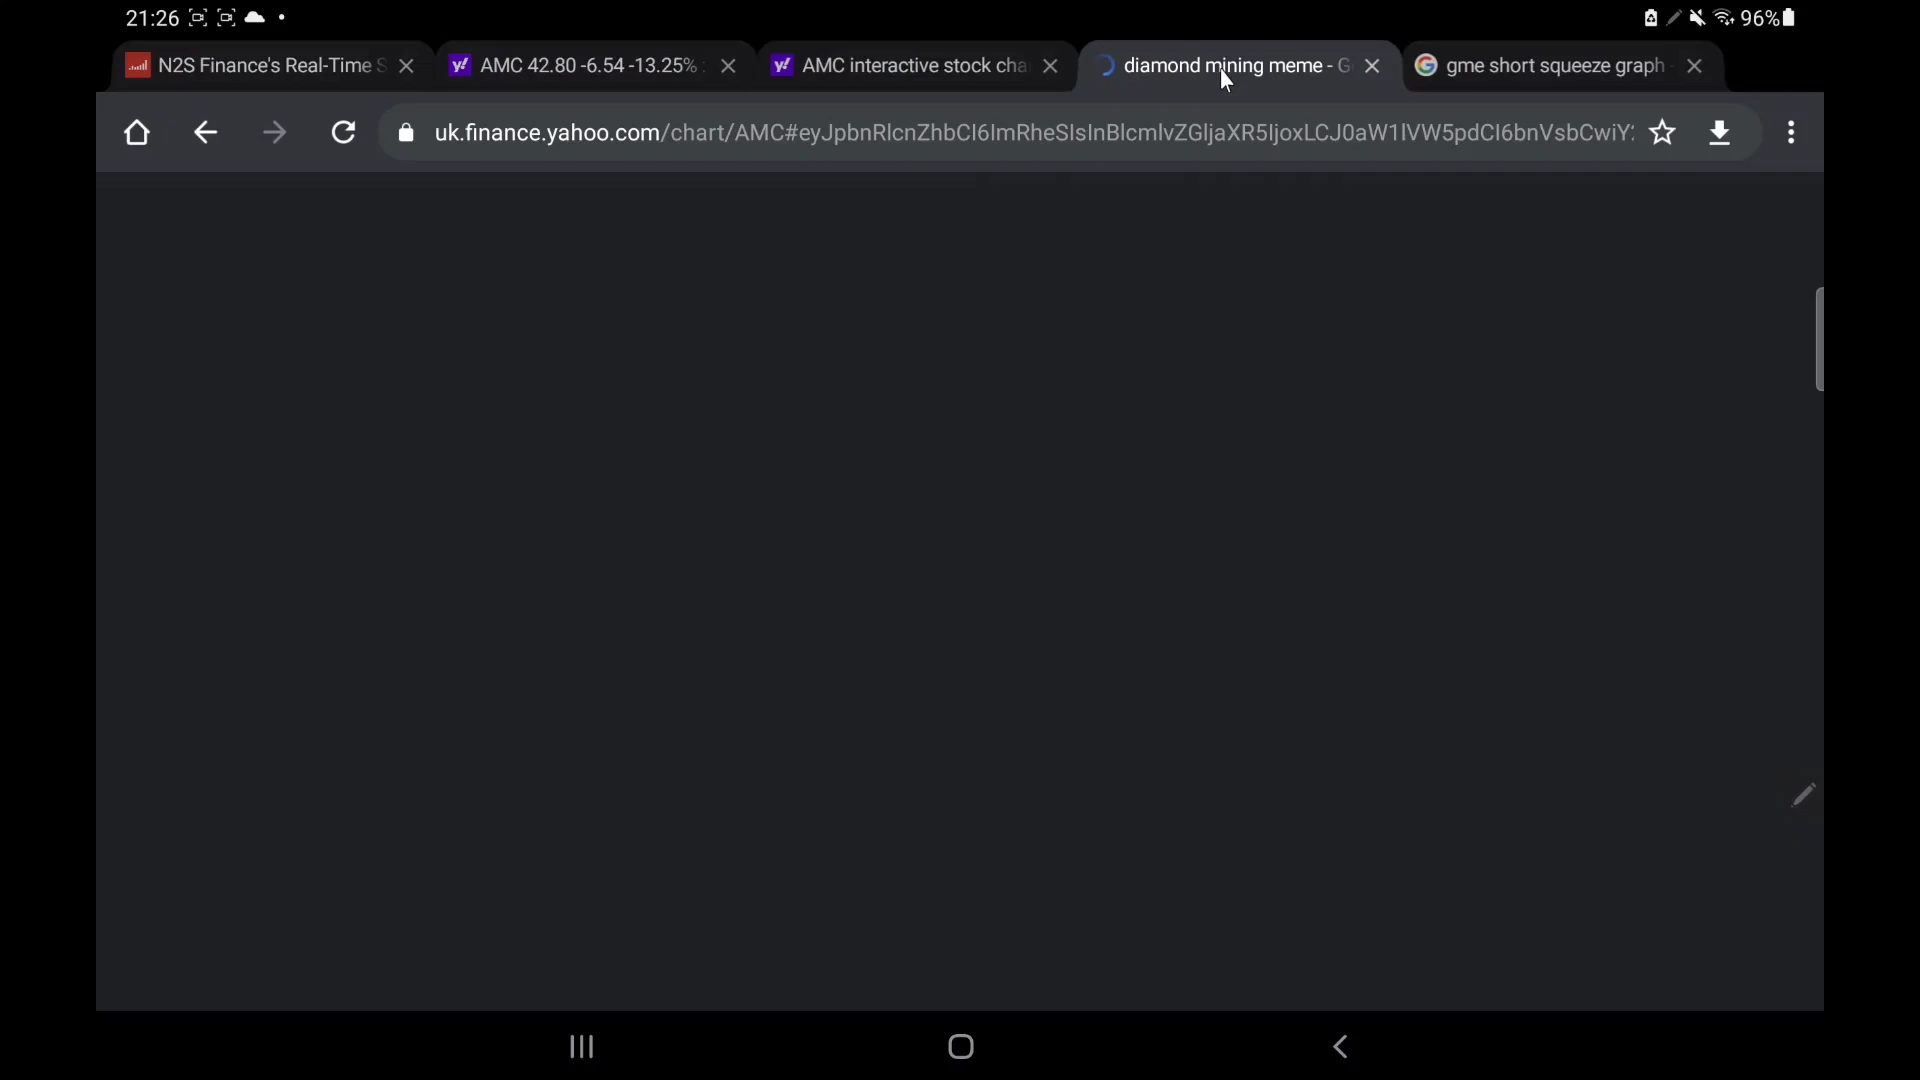 21:26
96%
N2S Finance's Real-Time S
AMC 42.80 -6.54 -13.25% :
AMC interactive stock cha
diamond mining meme - G
gme short squeeze graph -
uk.finance.yahoo.com/chart/AMC#eyJpbnRlcnZhbCI6ImRheSIsInBlcmlvZGljaXR5IjoxLCJ0aW1lVW5pdCI6bnVsbCwiY